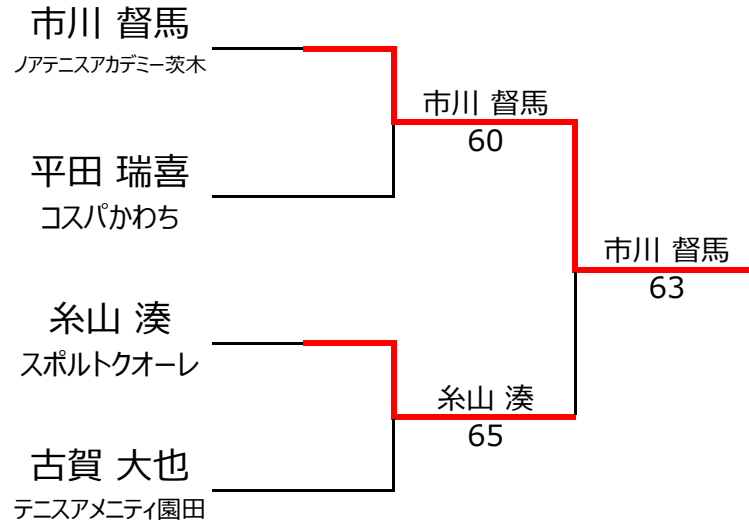 市川 督馬
ノアテニスアカデミー茨木
市川 督馬
60
平田 瑞喜
コスパかわち
市川 督馬
63
糸山 湊
スポルトクオーレ
糸山 湊
65
古賀 大也
テニスアメニティ園田